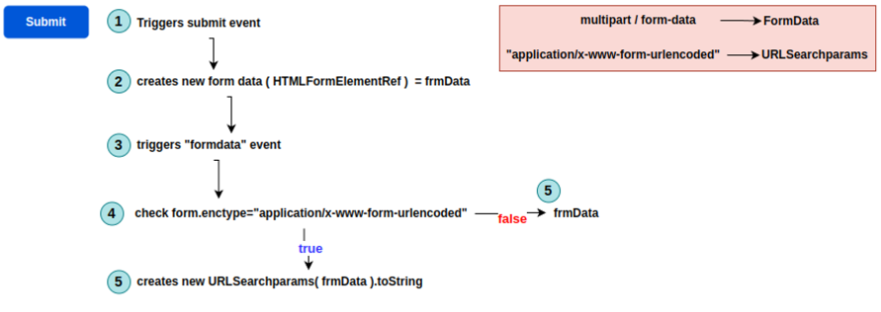 Submit
1 Triggers submit event
multipart / form-data FormData
"application/x-www-form-urlencoded" URLSearchparams
2 creates new form data ( HTMLFormElementRef ) = frmData
3 triggers "formdata" event
4 check form.enctype="application/x-www-form-urlencoded" false
5
frmData
true
5 creates new URLSearchparams( frmData ).toString